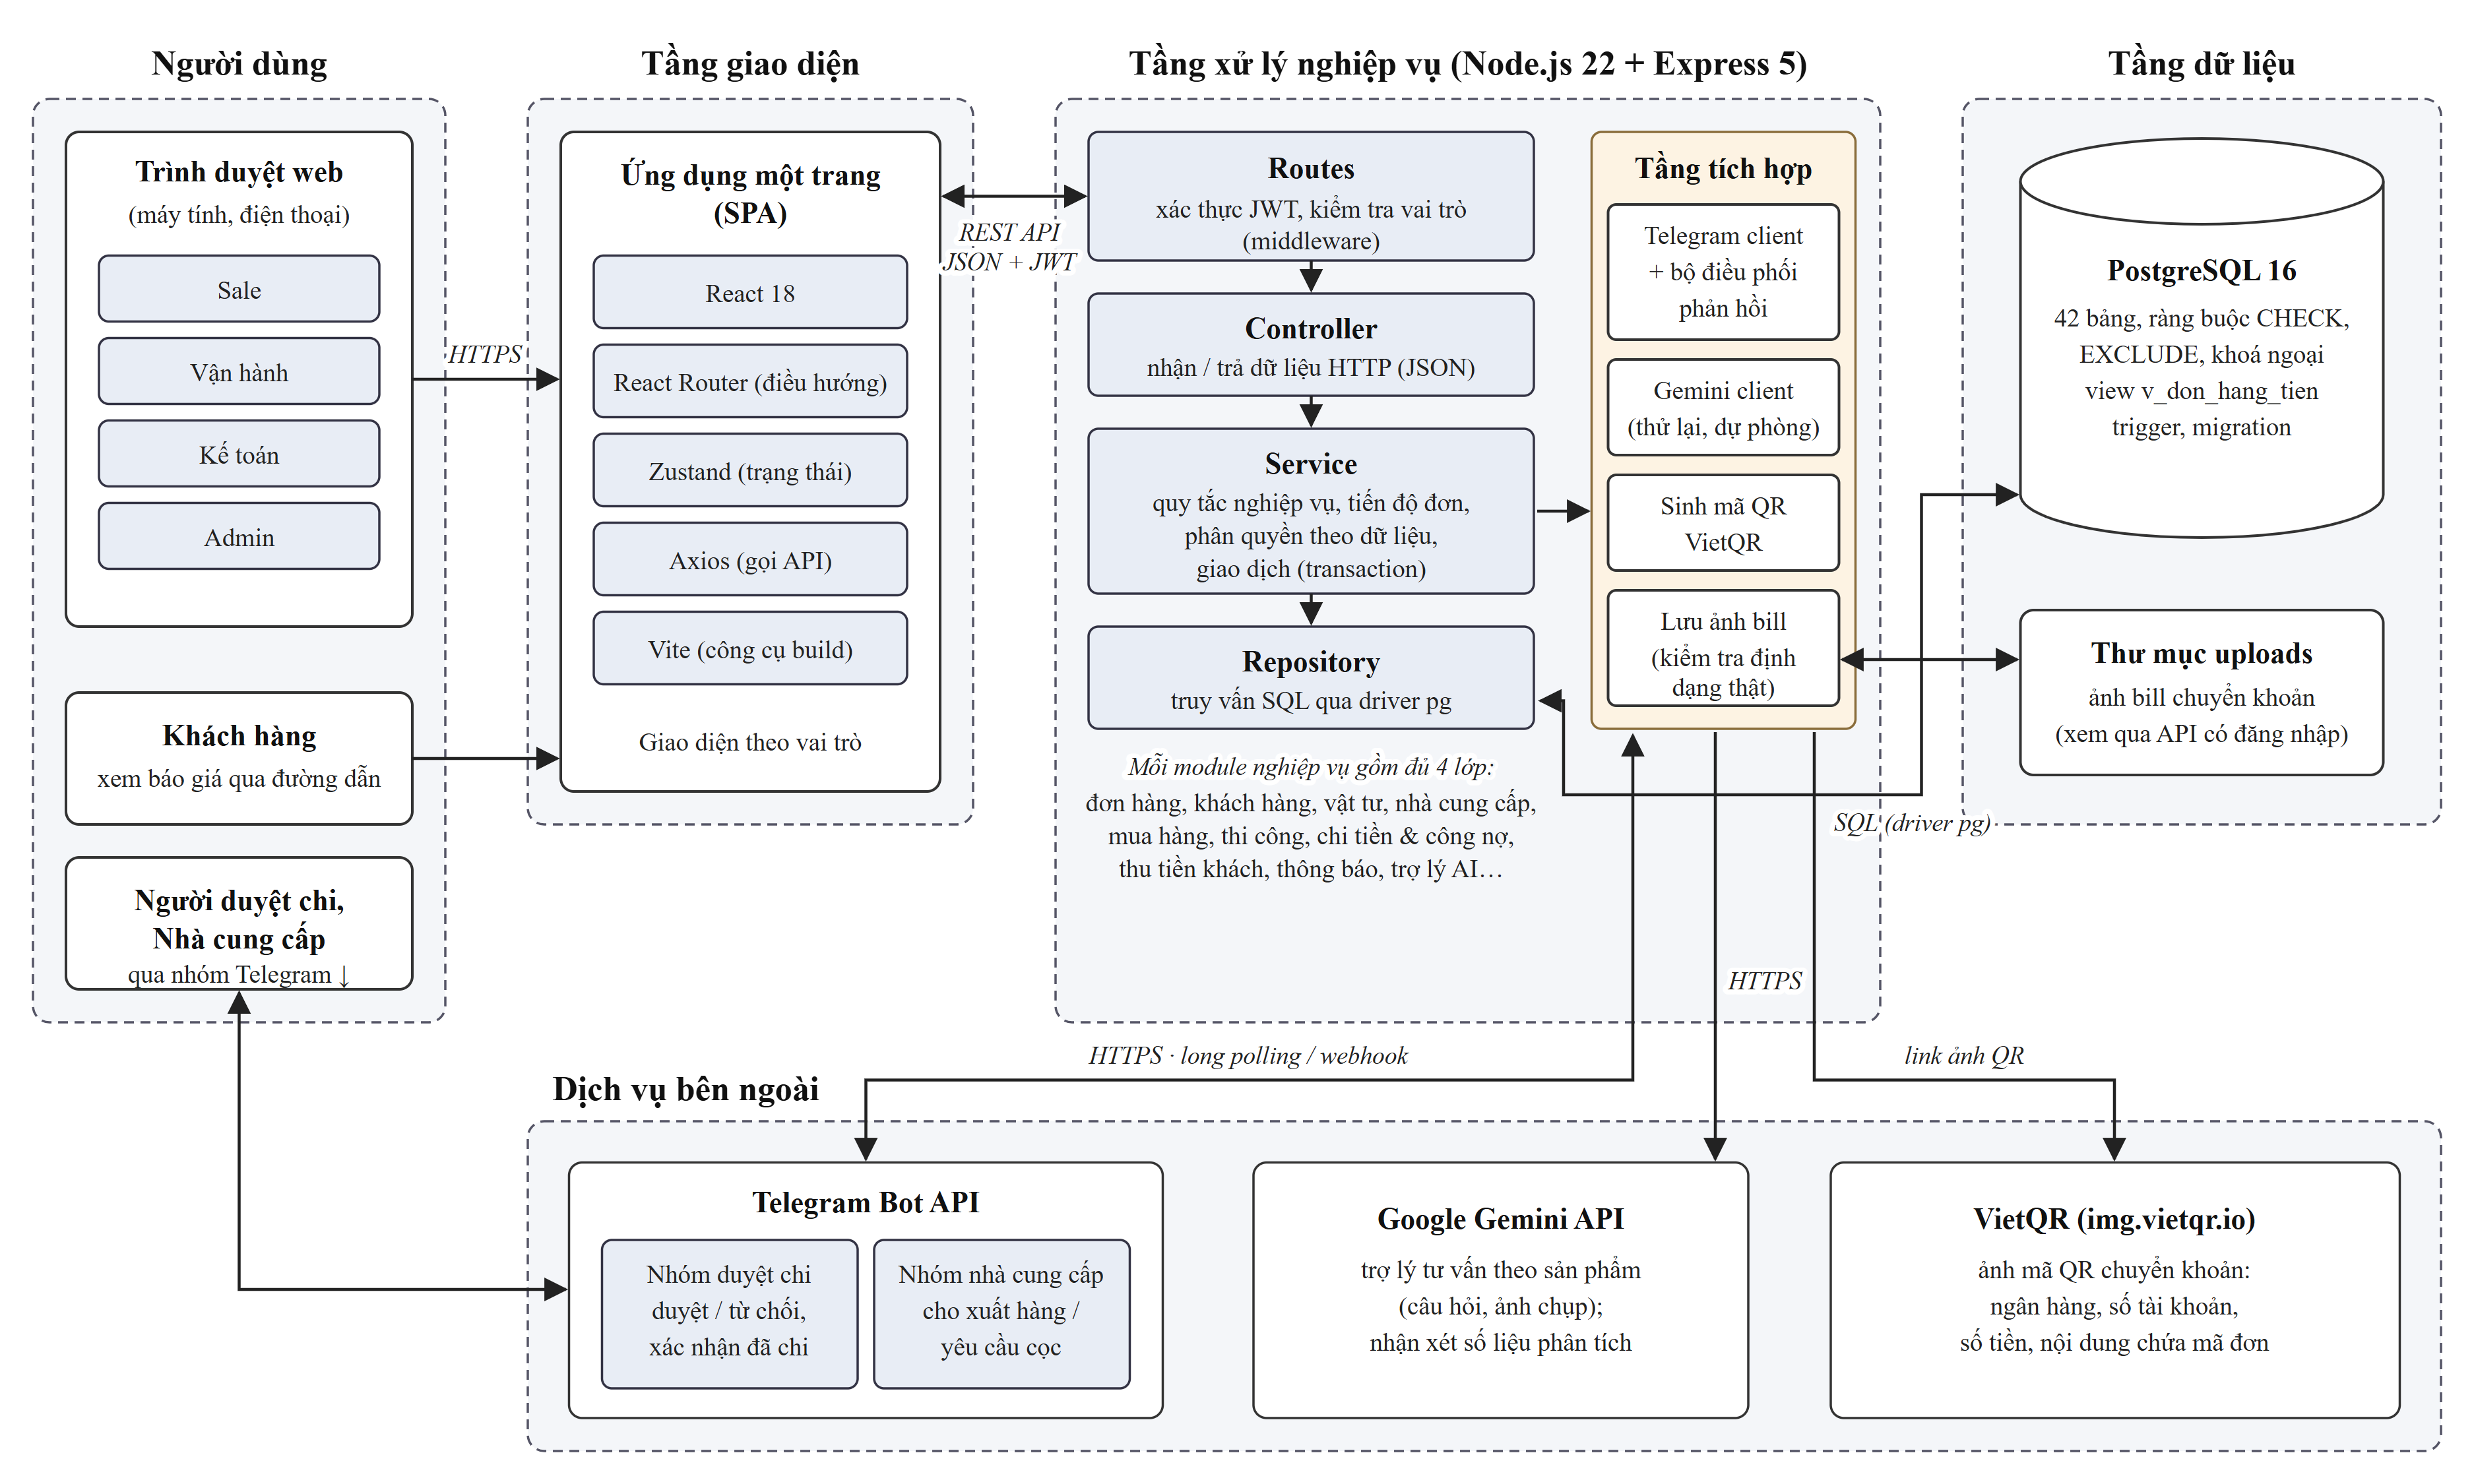 Người dùng
Trình duyệt web
(máy tính, điện thoại)
Sale
Vận hành
Kế toán
Admin
Khách hàng
xem báo giá qua đường dẫn
Người duyệt chi,
Nhà cung cấp
qua nhóm Telegram ↓
HTTPS
Tầng giao diện
Ứng dụng một trang
(SPA)
React 18
React Router (điều hướng)
Zustand (trạng thái)
Axios (gọi API)
Vite (công cụ build)
Giao diện theo vai trò
REST API
JSON + JWT
Tầng xử lý nghiệp vụ (Node.js 22 + Express 5)
Routes
xác thực JWT, kiểm tra vai trò
(middleware)
Controller
nhận / trả dữ liệu HTTP (JSON)
Service
quy tắc nghiệp vụ, tiến độ đơn,
phân quyền theo dữ liệu,
giao dịch (transaction)
Repository
truy vấn SQL qua driver pg
Mỗi module nghiệp vụ gồm đủ 4 lớp:
đơn hàng, khách hàng, vật tư, nhà cung cấp,
mua hàng, thi công, chi tiền & công nợ,
thu tiền khách, thông báo, trợ lý AI…
Tầng tích hợp
Telegram client
+ bộ điều phối
phản hồi
Gemini client
(thử lại, dự phòng)
Sinh mã QR
VietQR
Lưu ảnh bill
(kiểm tra định
dạng thật)
Tầng dữ liệu
PostgreSQL 16
42 bảng, ràng buộc CHECK,
EXCLUDE, khoá ngoại
view v_don_hang_tien
trigger, migration
Thư mục uploads
ảnh bill chuyển khoản
(xem qua API có đăng nhập)
SQL (driver pg)
HTTPS
HTTPS · long polling / webhook
link ảnh QR
Dịch vụ bên ngoài
Telegram Bot API
Nhóm duyệt chi
duyệt / từ chối,
xác nhận đã chi
Nhóm nhà cung cấp
cho xuất hàng /
yêu cầu cọc
Google Gemini API
trợ lý tư vấn theo sản phẩm
(câu hỏi, ảnh chụp);
nhận xét số liệu phân tích
VietQR (img.vietqr.io)
ảnh mã QR chuyển khoản:
ngân hàng, số tài khoản,
số tiền, nội dung chứa mã đơn